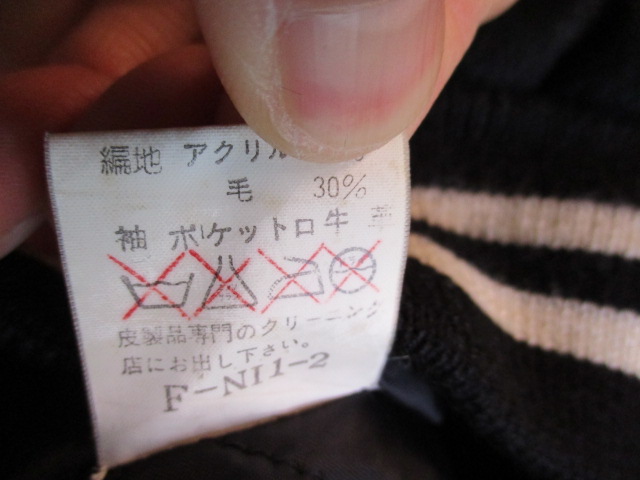 編地 アクリル
毛 30%
袖 ポケット口 牛 革
皮製品専門のクリーニング
店にお出し下さい。
F-NI1-2